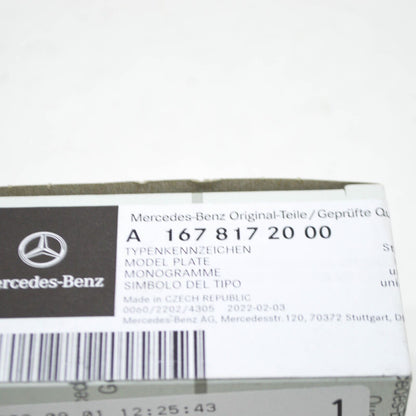 Mercedes-Benz Original-Teile/Geprüfte
A 167 817 20 00
TYPENKENNZEICHEN
MODEL PLATE
MONOGRAMME
SIMBOLO DEL TIPO
Made in CZECH REPUBLIC
0060/2202/4305 2022-02-03
Mercedes-Benz AG, Mercedesstr.120, 70372 Stuttgart,
rcedes-Benz
12:25:43
1